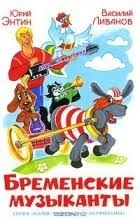 Юрий Василий
ЭНТИН ЛИВАНОВ
БРЕМЕНСКИЕ
МУЗЫКАНТЫ